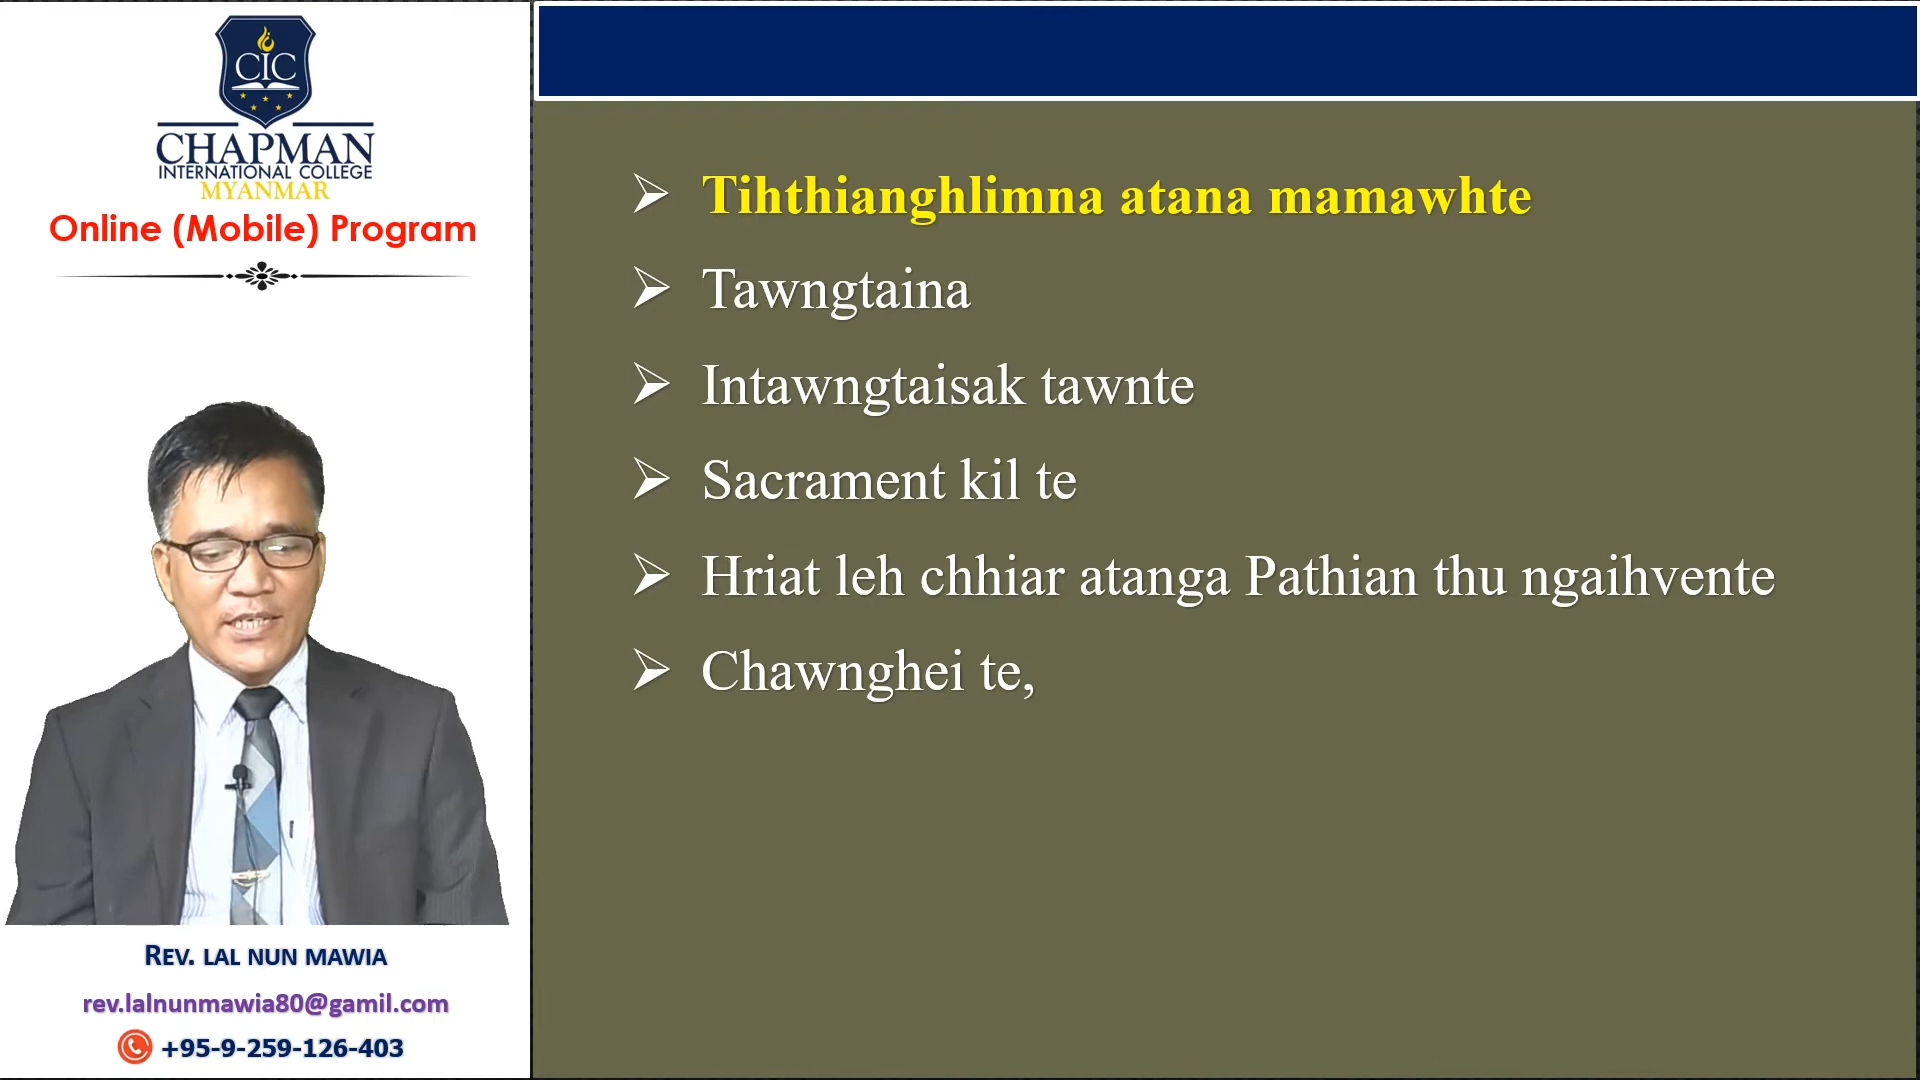 CIC
CHAPMAN
INTERNATIONAL COLLEGE
MYANMAR
Online (Mobile) Program
REV. LAL NUN MAWIA
rev.lalnunmawia80@gamil.com
+95-9-259-126-403
Tihthianghlimna atana mamawhte
Tawngtaina
Intawngtaisak tawnte
Sacrament kil te
Hriat leh chhiar atanga Pathian thu ngaihvente
Chawnghei te,